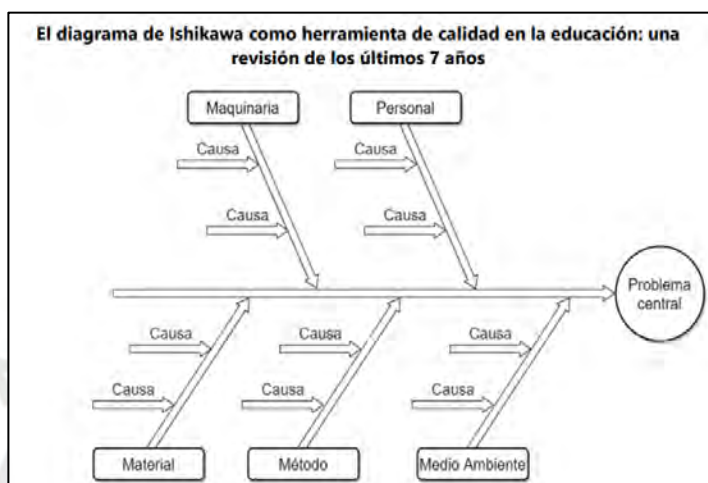 El diagrama de Ishikawa como herramienta de calidad en la educación: una
revisión de los últimos 7 años
Maquinaria
Personal
Causa
Causa
Causa
Causa
Problema
central
Causa
Causa
Causa
Causa
Causa
Causa
Material
Método
Medio Ambiente